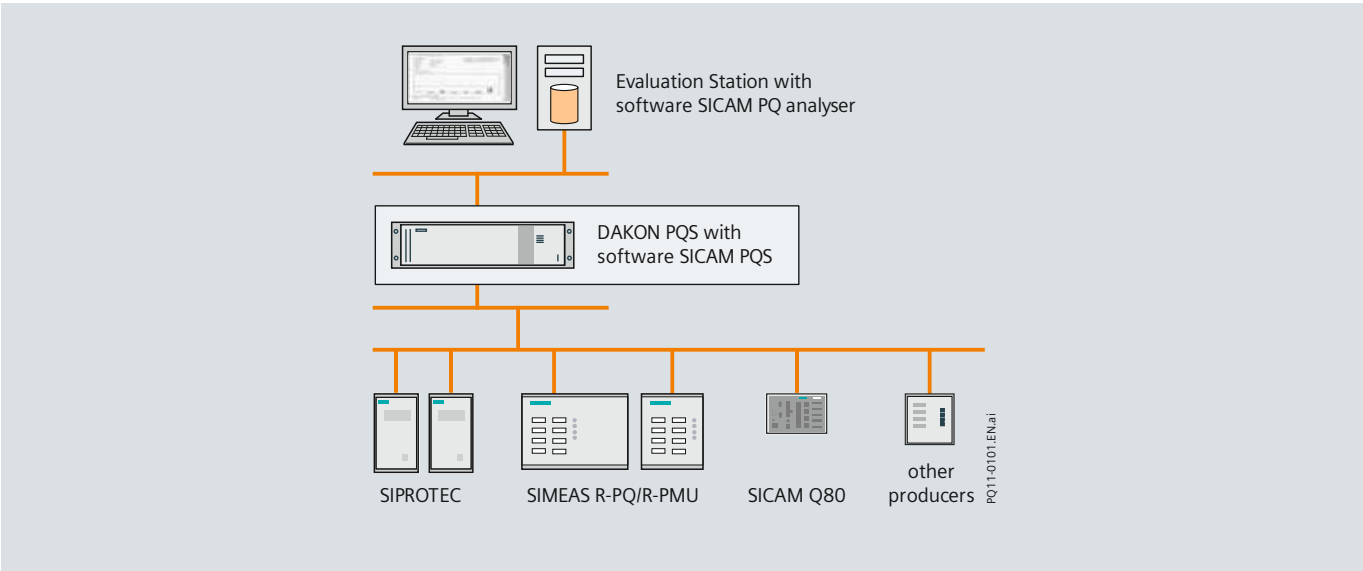 Evaluation Station with
software SICAM PQ analyser
DAKON PQS with
software SICAM PQS
SIPROTEC
SIMEAS R-PQ/R-PMU
SICAM Q80
other
producers
PQ11-0101.EN.ai